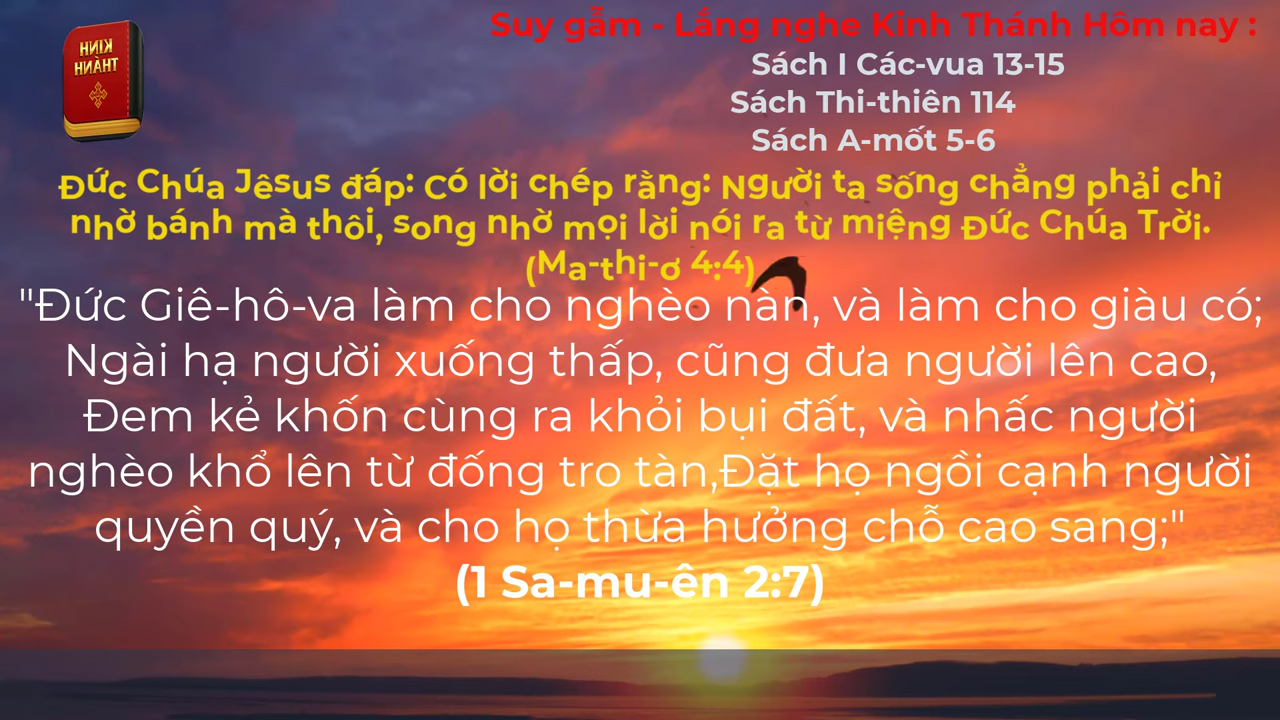 Suy gẫm - Lắng nghe Kinh Thánh Hôm nay :
KINH
THÀNH
Sách I Các-vua 13-15
Sách Thi-thiên 114
Sách A-mốt 5-6
Đức Chúa Jêsus đáp: Có lời chép rằng: Người ta sống chẳng phải chỉ
nhờ bánh mà thôi, song nhờ mọi lời nói ra từ miệng Đức Chúa Trời.
(Ma-thi-ơ 4:4)
"Đức Giê-hô-va làm cho nghèo nàn, và làm cho giàu có;
Ngài hạ người xuống thấp, cũng đưa người lên cao,
Đem kẻ khốn cùng ra khỏi bụi đất, và nhấc người
nghèo khổ lên từ đống tro tàn,Đặt họ ngồi cạnh người
quyền quý, và cho họ thừa hưởng chỗ cao sang;"
(1 Sa-mu-ên 2:7)